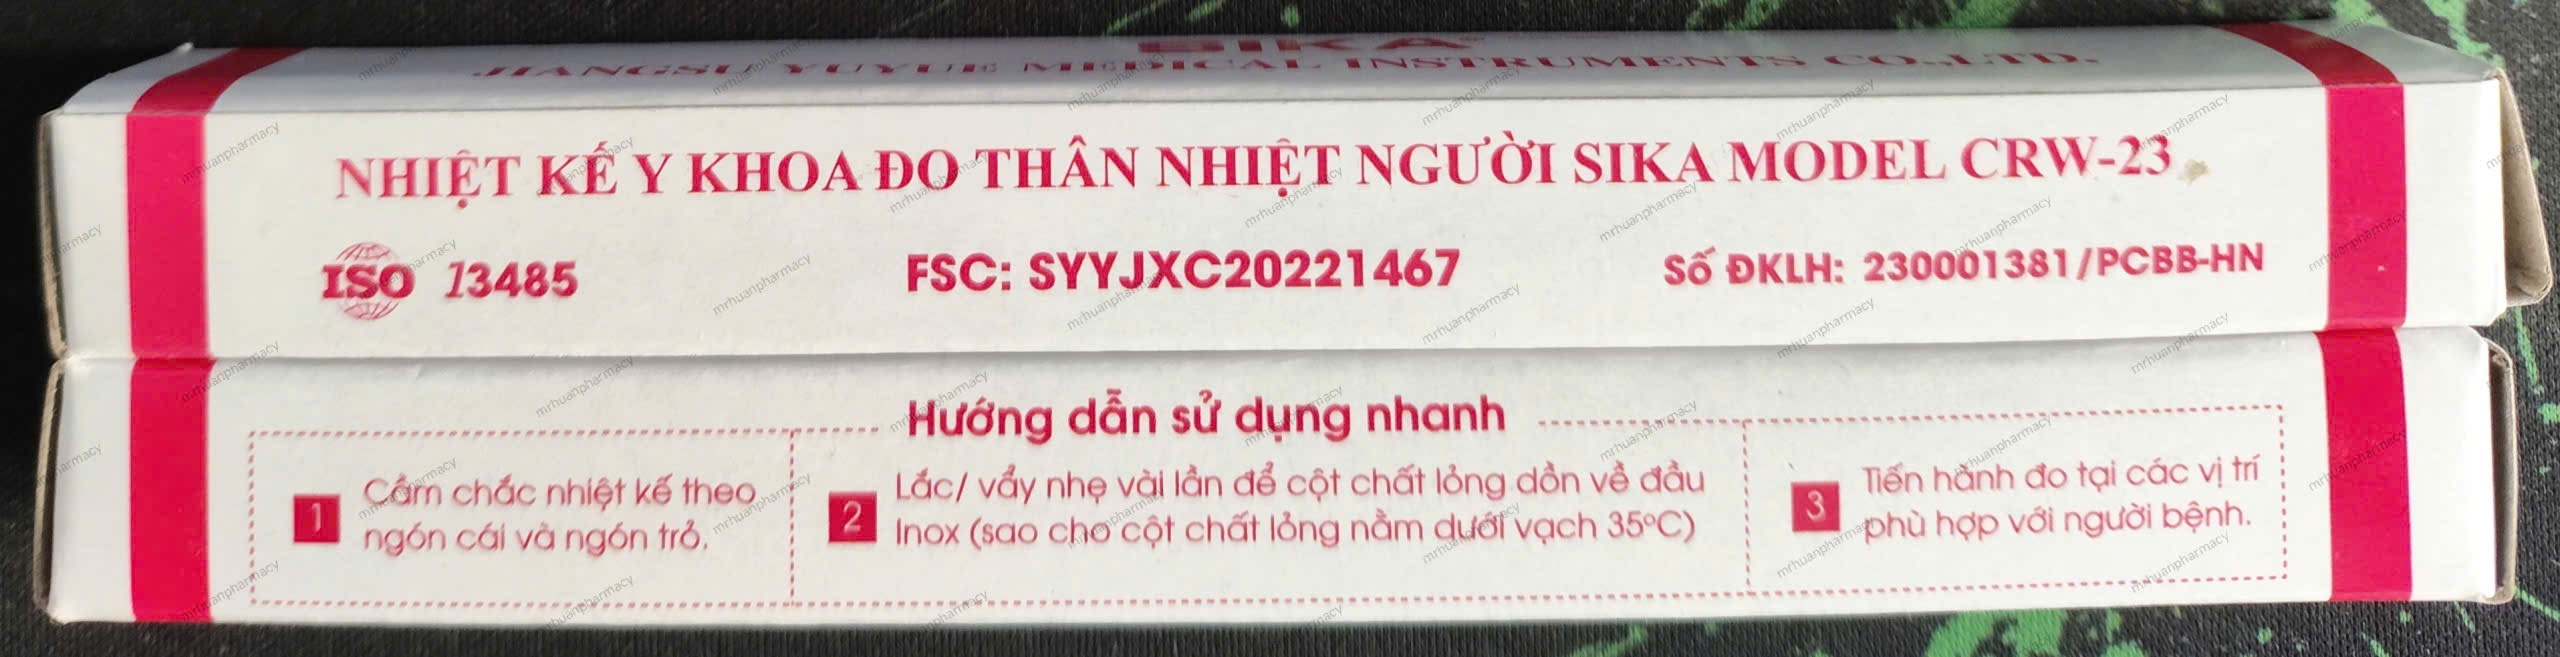 SIKA
JIANGSU YUYUE MEDICAL INSTRUMENTS CO.,LTD.
NHIỆT KẾ Y KHOA ĐO THÂN NHIỆT NGƯỜI SIKA MODEL CRW-23
ISO 13485
FSC: SYYJXC20221467
Số ĐKLH: 230001381/PCBB-HN
Hướng dẫn sử dụng nhanh
1
Cầm chắc nhiệt kế theo
ngón cái và ngón trỏ.
2
Lắc/ vẩy nhẹ vài lần để cột chất lỏng dồn về đầu
Inox (sao cho cột chất lỏng nằm dưới vạch 35°C)
3
Tiến hành đo tại các vị trí
phù hợp với người bệnh.
mrhuanpharmacy